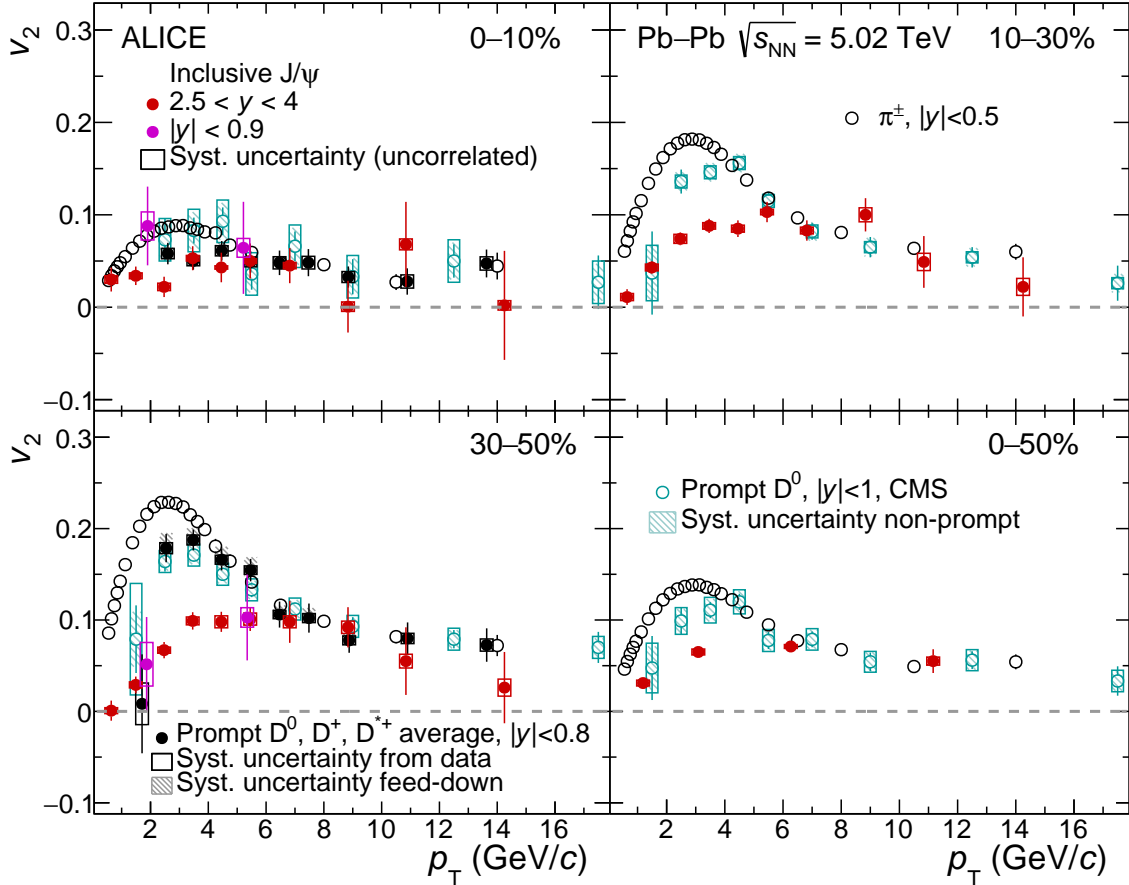 v₂
0.3
0.2
0.1
0
−0.1
ALICE
0–10%
Inclusive J/ψ
2.5 < y < 4
|y| < 0.9
Syst. uncertainty (uncorrelated)
Pb–Pb √s_NN = 5.02 TeV
10–30%
π±, |y|<0.5
v₂
0.3
0.2
0.1
0
−0.1
30–50%
Prompt D⁰, D⁺, D*⁺ average, |y|<0.8
Syst. uncertainty from data
Syst. uncertainty feed-down
0–50%
Prompt D⁰, |y|<1, CMS
Syst. uncertainty non-prompt
2 4 6 8 10 12 14 16
p_T (GeV/c)
2 4 6 8 10 12 14 16
p_T (GeV/c)